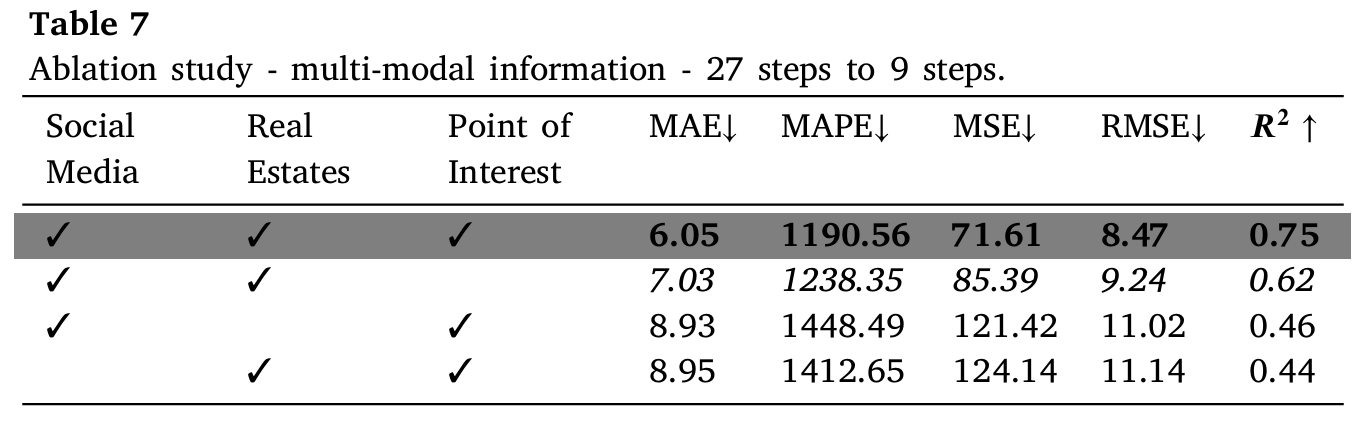 Table 7
Ablation study - multi-modal information - 27 steps to 9 steps.
Social Media Real Estates Point of Interest MAE↓ MAPE↓ MSE↓ RMSE↓ R² ↑
✓ ✓ ✓ 6.05 1190.56 71.61 8.47 0.75
✓ ✓ 7.03 1238.35 85.39 9.24 0.62
✓ ✓ 8.93 1448.49 121.42 11.02 0.46
✓ ✓ 8.95 1412.65 124.14 11.14 0.44